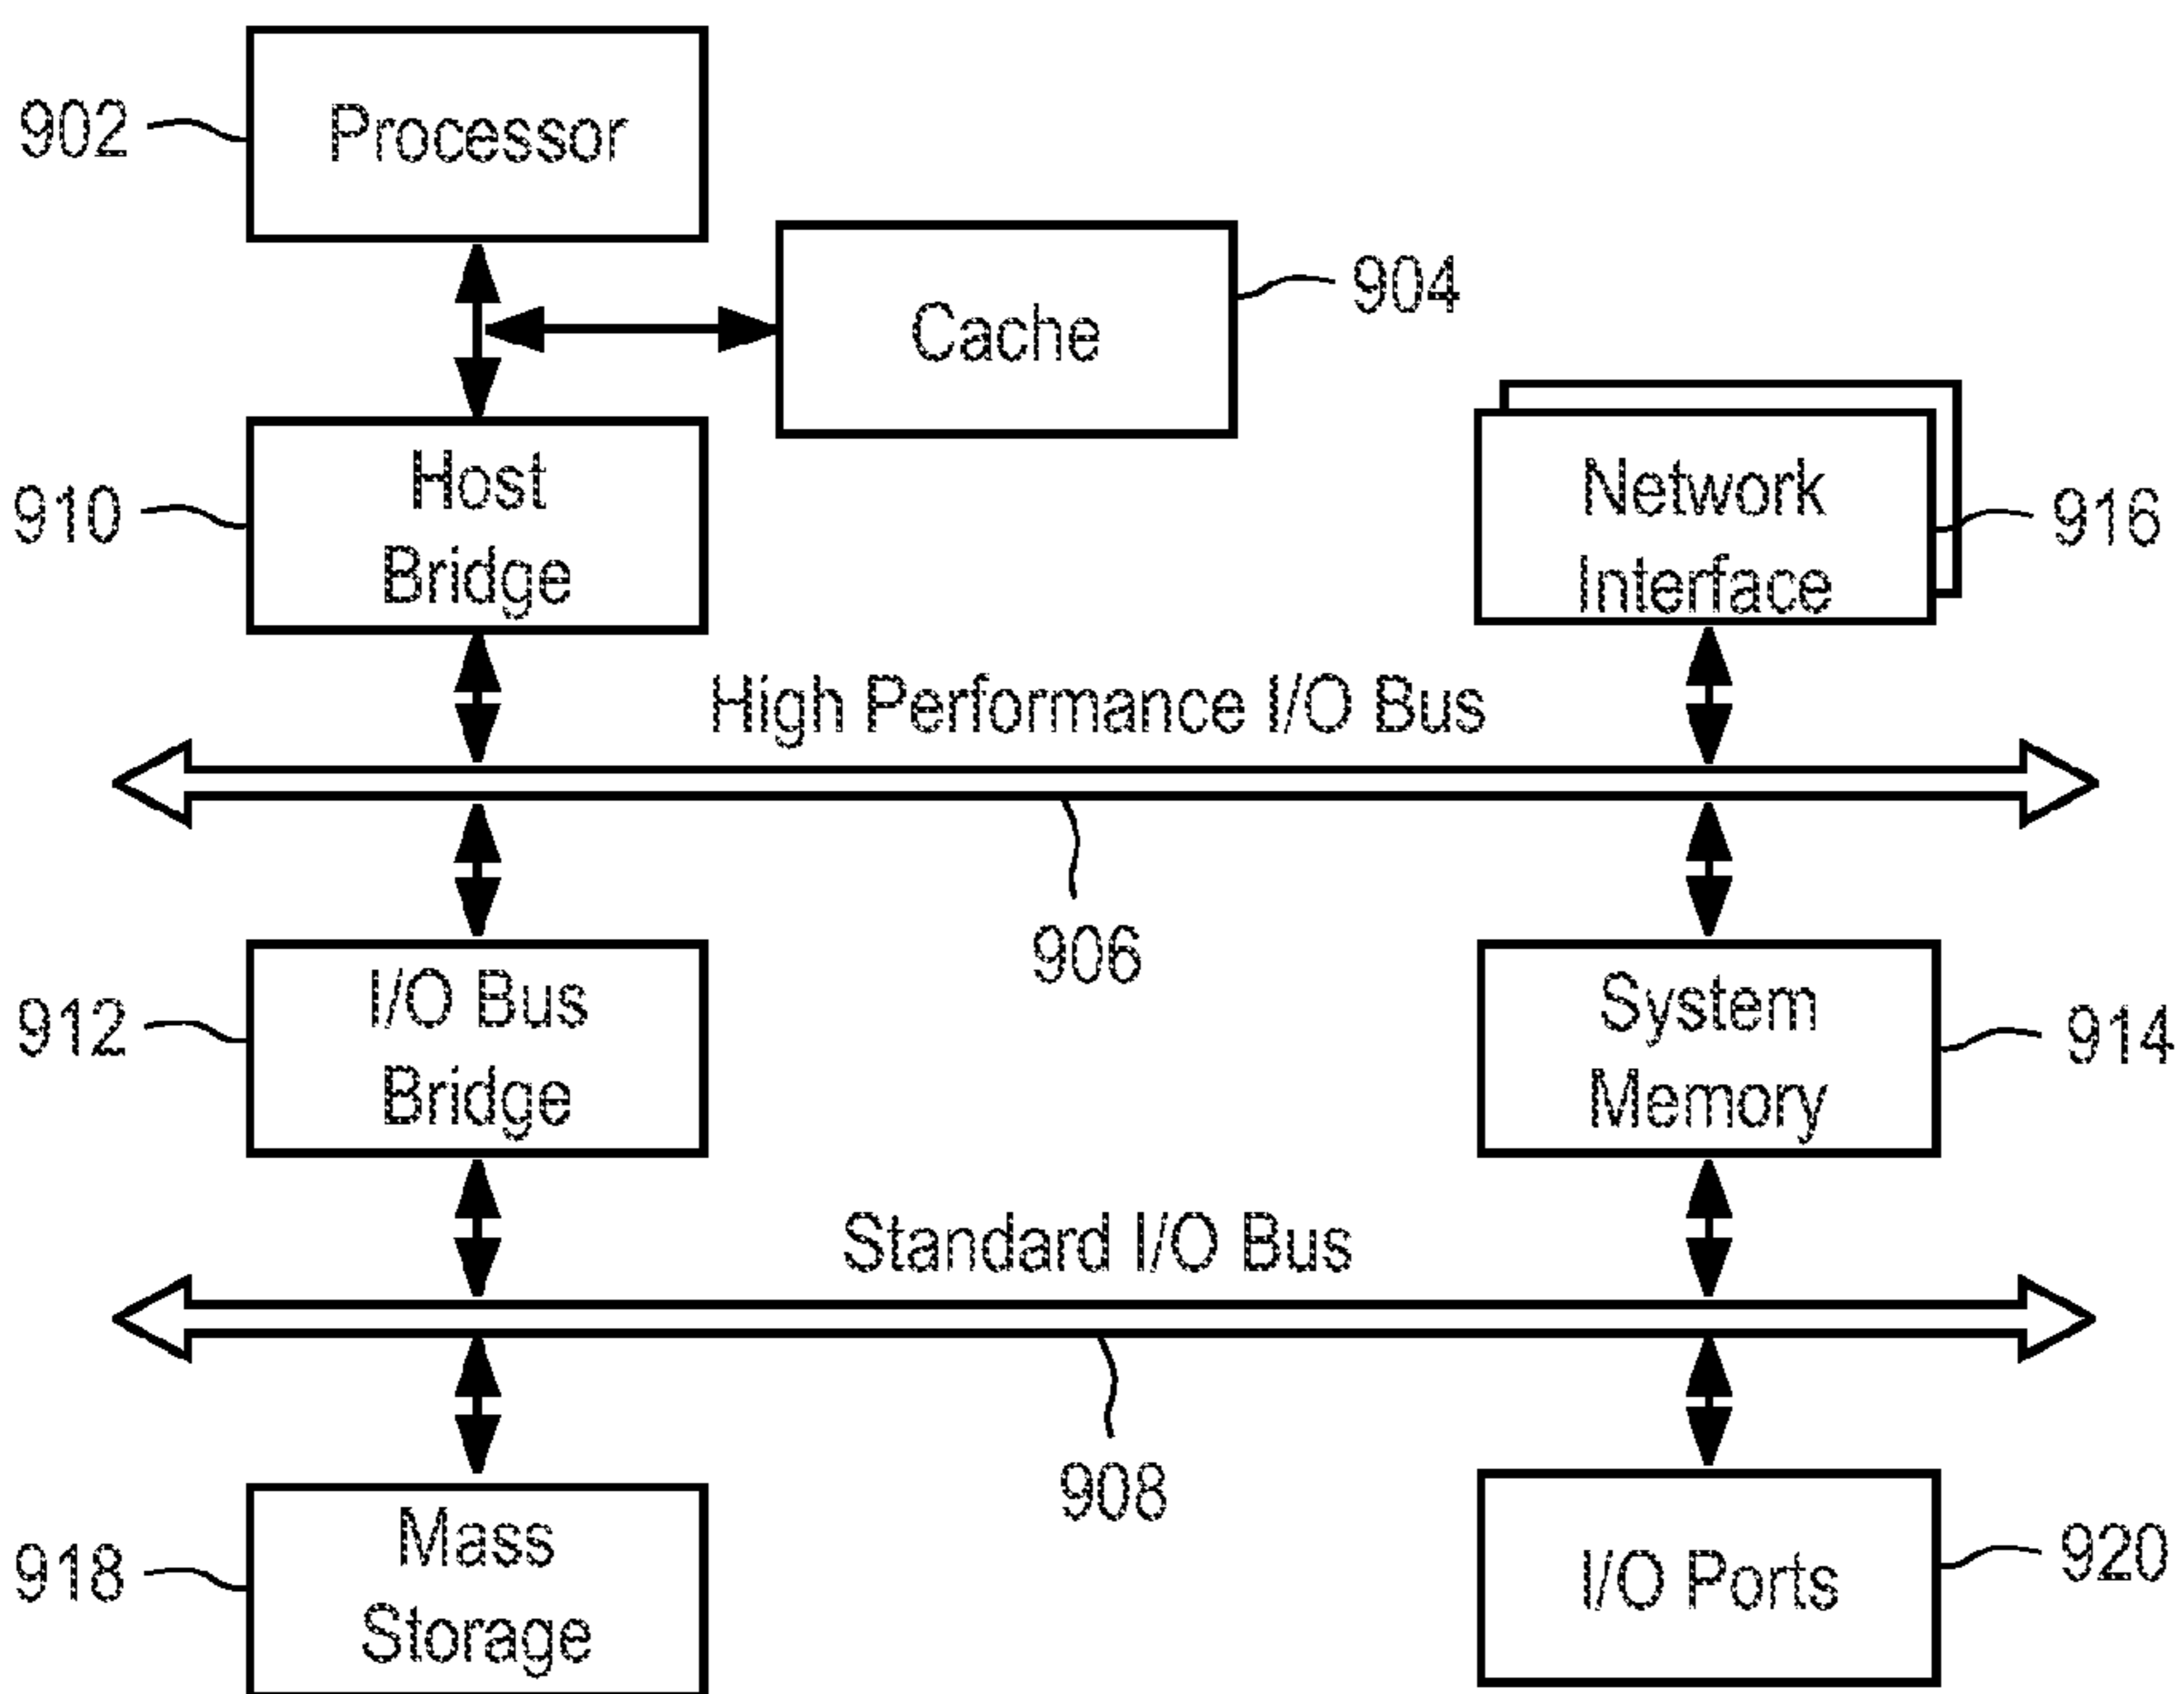 902
Processor
Cache
904
910
Host
Bridge
Network
Interface
916
High Performance I/O Bus
906
912
I/O Bus
Bridge
System
Memory
914
Standard I/O Bus
908
918
Mass
Storage
I/O Ports
920